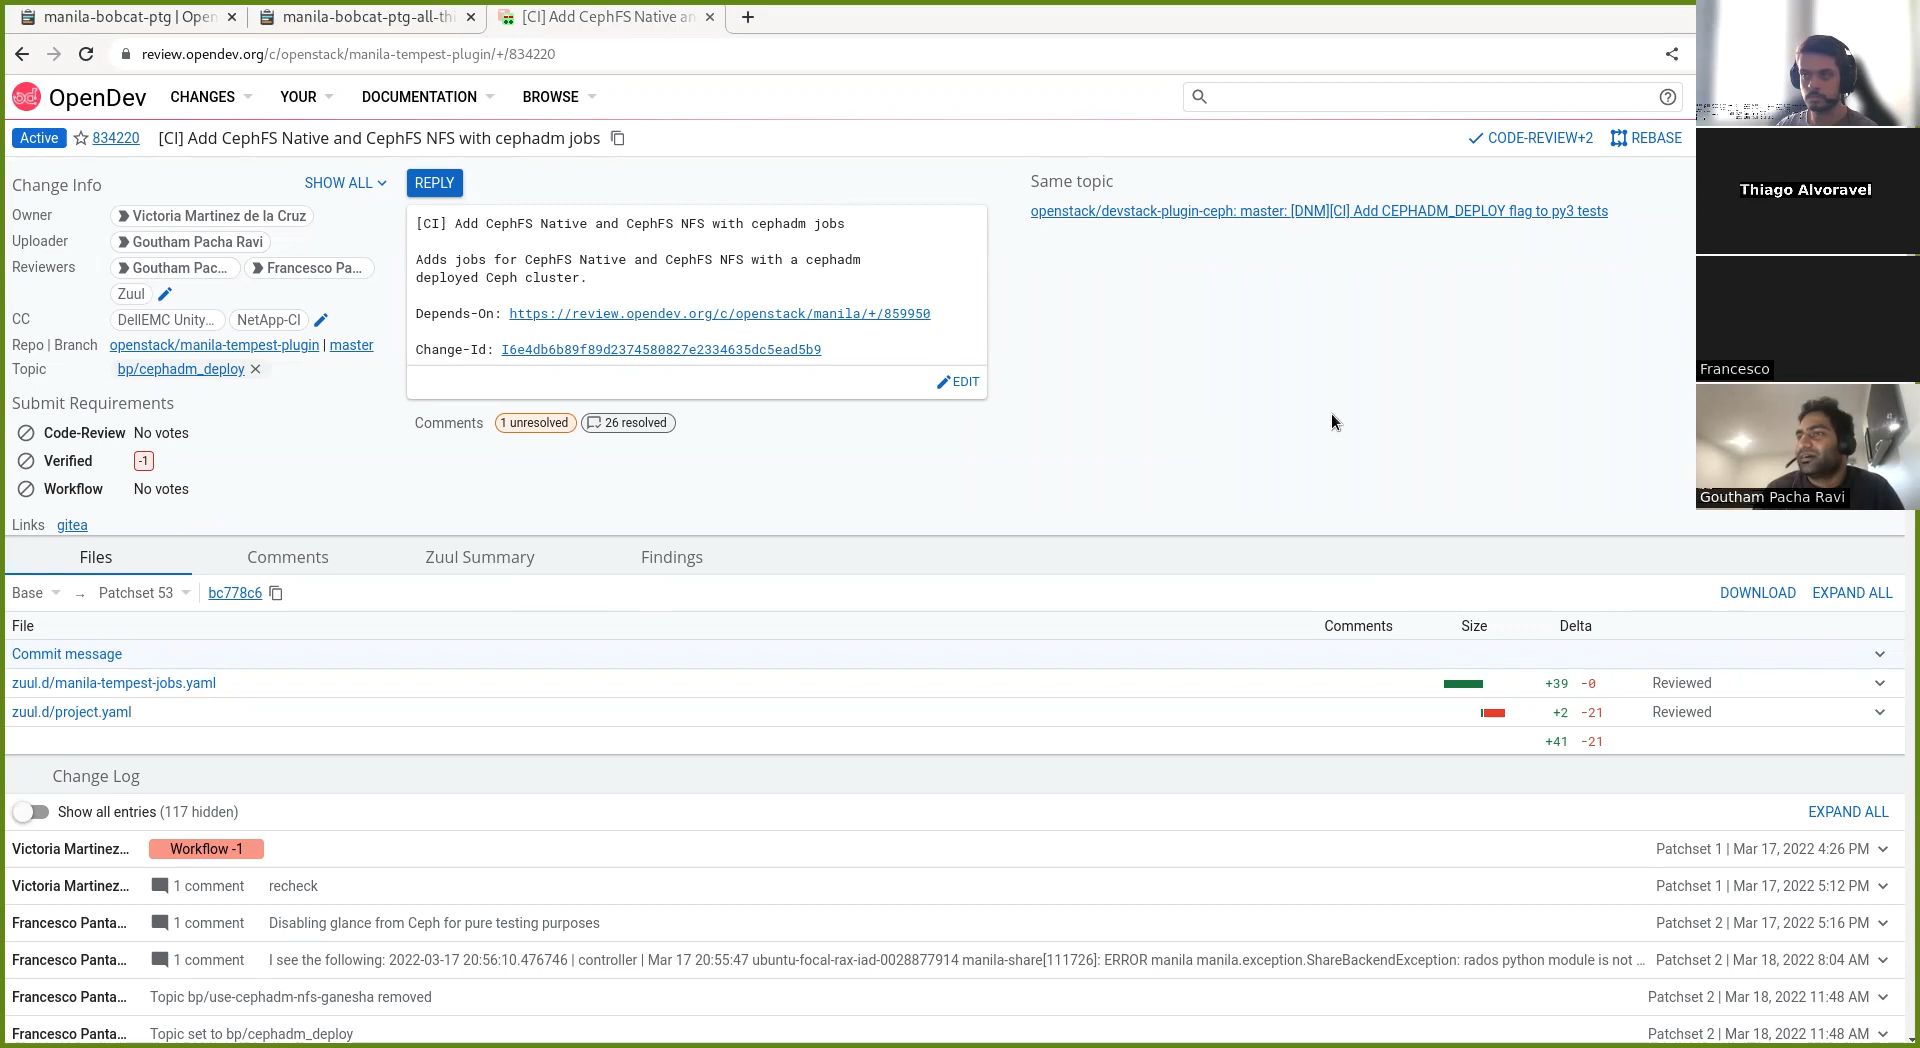 manila-bobcat-ptg | Open
manila-bobcat-ptg-all-thi
[CI] Add CephFS Native an
review.opendev.org/c/openstack/manila-tempest-plugin/+/834220
OpenDev
CHANGES
YOUR
DOCUMENTATION
BROWSE
Active
834220
[CI] Add CephFS Native and CephFS NFS with cephadm jobs
CODE-REVIEW+2
REBASE
Change Info
SHOW ALL
Owner
Victoria Martinez de la Cruz
Uploader
Goutham Pacha Ravi
Reviewers
Goutham Pac...
Francesco Pa...
Zuul
CC
DellEMC Unity...
NetApp-CI
Repo | Branch
openstack/manila-tempest-plugin | master
Topic
bp/cephadm_deploy
Submit Requirements
Code-Review No votes
Verified -1
Workflow No votes
Links gitea
REPLY
[CI] Add CephFS Native and CephFS NFS with cephadm jobs
Adds jobs for CephFS Native and CephFS NFS with a cephadm
deployed Ceph cluster.
Depends-On: https://review.opendev.org/c/openstack/manila/+/859950
Change-Id: I6e4db6b89f89d2374580827e2334635dc5ead5b9
EDIT
Comments 1 unresolved 26 resolved
Same topic
openstack/devstack-plugin-ceph: master: [DNM][CI] Add CEPHADM_DEPLOY flag to py3 tests
Thiago Alvoravel
Francesco
Goutham Pacha Ravi
Files
Comments
Zuul Summary
Findings
Base → Patchset 53 bc778c6
DOWNLOAD
EXPAND ALL
File Comments Size Delta
Commit message
zuul.d/manila-tempest-jobs.yaml +39 -0 Reviewed
zuul.d/project.yaml +2 -21 Reviewed
+41 -21
Change Log
Show all entries (117 hidden)
EXPAND ALL
Victoria Martinez... Workflow -1 Patchset 1 | Mar 17, 2022 4:26 PM
Victoria Martinez... 1 comment recheck Patchset 1 | Mar 17, 2022 5:12 PM
Francesco Panta... 1 comment Disabling glance from Ceph for pure testing purposes Patchset 2 | Mar 17, 2022 5:16 PM
Francesco Panta... 1 comment I see the following: 2022-03-17 20:56:10.476746 | controller | Mar 17 20:55:47 ubuntu-focal-rax-iad-0028877914 manila-share[111726]: ERROR manila manila.exception.ShareBackendException: rados python module is not ... Patchset 2 | Mar 18, 2022 8:04 AM
Francesco Panta... Topic bp/use-cephadm-nfs-ganesha removed Patchset 2 | Mar 18, 2022 11:48 AM
Francesco Panta... Topic set to bp/cephadm_deploy Patchset 2 | Mar 18, 2022 11:48 AM